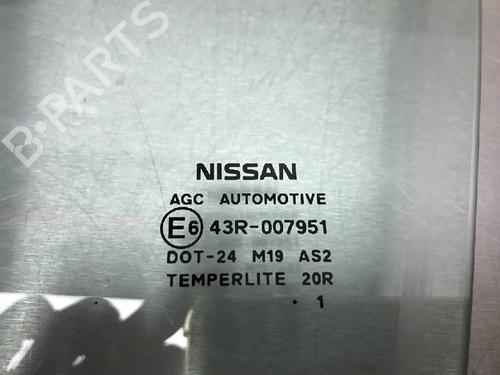 B-PARTS
NISSAN
AGC AUTOMOTIVE
E6 43R-007951
DOT-24 M19 AS2
TEMPERLITE 20R
. 1